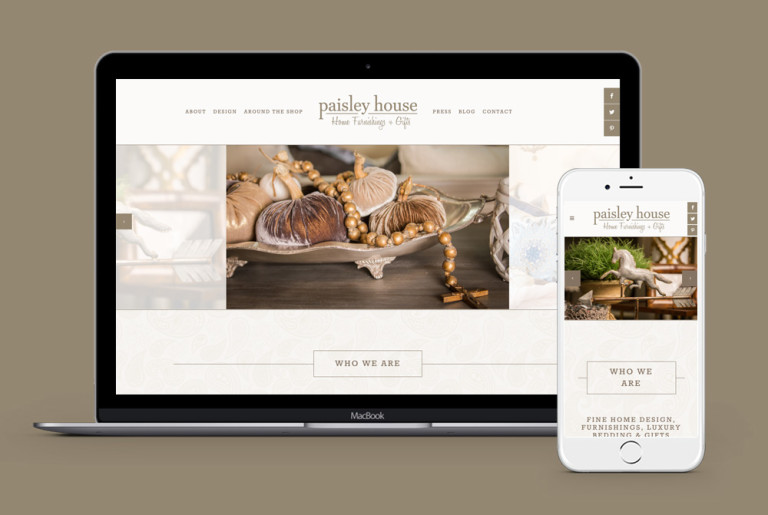 ABOUT DESIGN AROUND THE SHOP
paisley house
Home Furnishings + Gifts
PRESS BLOG CONTACT
WHO WE ARE
MacBook
paisley house
Home Furnishings + Gifts
WHO WE
ARE
FINE HOME DESIGN,
FURNISHINGS, LUXURY
BEDDING & GIFTS